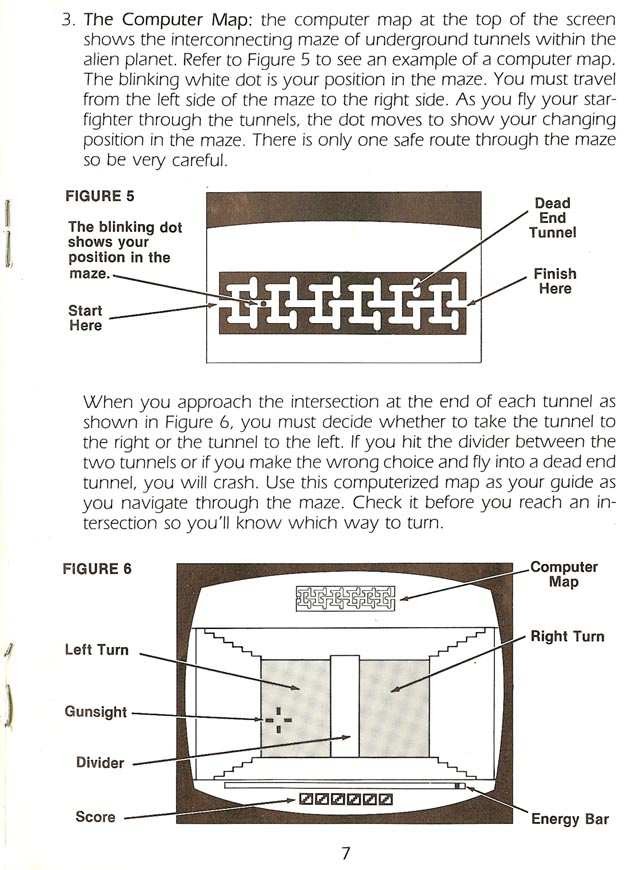 3. The Computer Map: the computer map at the top of the screen
shows the interconnecting maze of underground tunnels within the
alien planet. Refer to Figure 5 to see an example of a computer map.
The blinking white dot is your position in the maze. You must travel
from the left side of the maze to the right side. As you fly your star-
fighter through the tunnels, the dot moves to show your changing
position in the maze. There is only one safe route through the maze
so be very careful.
FIGURE 5
The blinking dot
shows your
position in the
maze.
Start
Here
Dead
End
Tunnel
Finish
Here
When you approach the intersection at the end of each tunnel as
shown in Figure 6, you must decide whether to take the tunnel to
the right or the tunnel to the left. If you hit the divider between the
two tunnels or if you make the wrong choice and fly into a dead end
tunnel, you will crash. Use this computerized map as your guide as
you navigate through the maze. Check it before you reach an in-
tersection so you'll know which way to turn.
FIGURE 6
Computer
Map
Left Turn
Right Turn
Gunsight
Divider
Score
Energy Bar
7